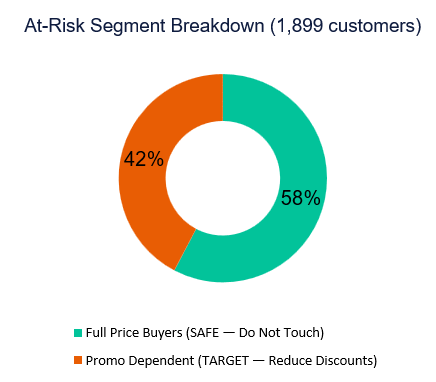 At-Risk Segment Breakdown (1,899 customers)
42%
58%
Full Price Buyers (SAFE — Do Not Touch)
Promo Dependent (TARGET — Reduce Discounts)